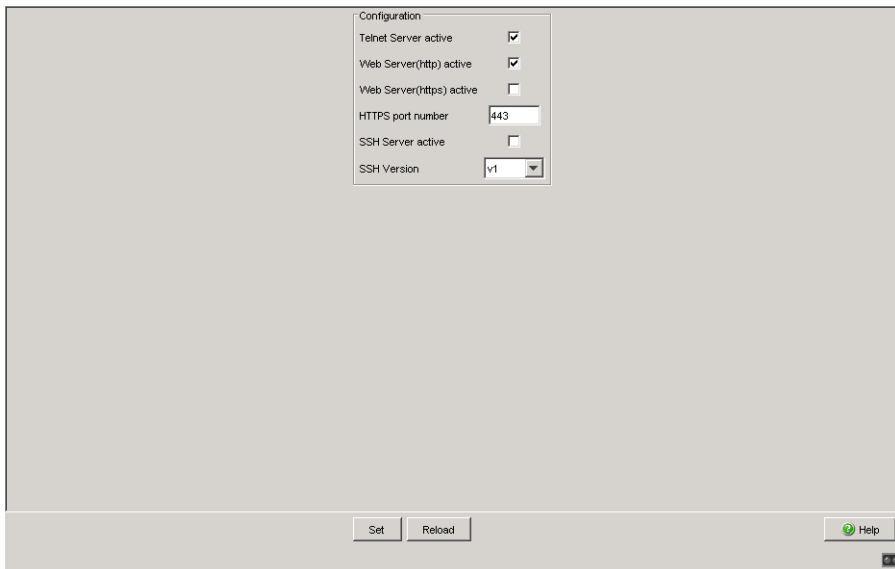 Configuration
Telnet Server active
Web Server(http) active
Web Server(https) active
HTTPS port number 443
SSH Server active
SSH Version v1
Set Reload Help